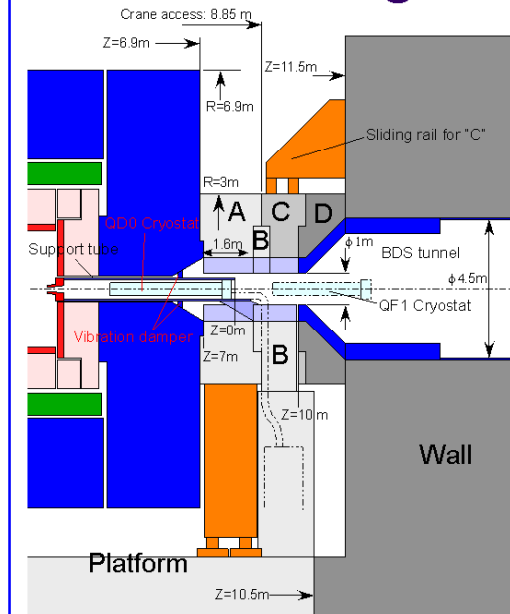 Crane access: 8.85 m
Z=6.9m
Z=11.5m
R=6.9m
Sliding rail for "C"
R=3m
A
C
D
QD0 Cryostat
1.6m
B
ϕ1m
Support tube
BDS tunnel
ϕ4.5m
QF1 Cryostat
Vibration damper
Z=0m
Z=7m
B
Z=10 m
Wall
Platform
Z=10.5m